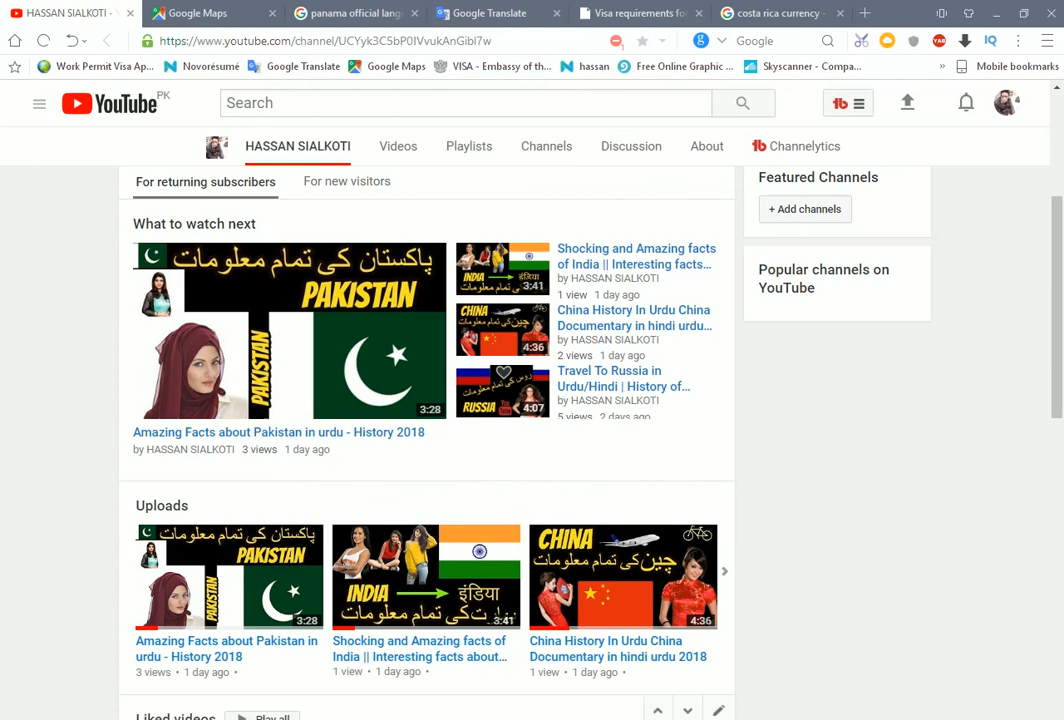 HASSAN SIALKOTI -
Google Maps
panama official lang
Google Translate
Visa requirements fo
costa rica currency -
https://www.youtube.com/channel/UCYyk3C5bP0IVvukAnGibl7w
Google
Work Permit Visa Ap...
Novorésumé
Google Translate
Google Maps
VISA - Embassy of th...
hassan
Free Online Graphic ...
Skyscanner - Compa...
Mobile bookmarks
YouTube PK
Search
HASSAN SIALKOTI
Videos
Playlists
Channels
Discussion
About
Channelytics
For returning subscribers
For new visitors
Featured Channels
+ Add channels
Popular channels on
YouTube
What to watch next
پاکستان کی تمام معلومات
PAKISTAN
PAKISTAN
3:28
Amazing Facts about Pakistan in urdu - History 2018
by HASSAN SIALKOTI 3 views 1 day ago
INDIA
इंडिया
3:41
Shocking and Amazing facts
of India || Interesting facts...
by HASSAN SIALKOTI
1 view 1 day ago
CHINA
چین کی تمام معلومات
4:36
China History In Urdu China
Documentary in hindi urdu...
by HASSAN SIALKOTI
2 views 1 day ago
روس کی تمام معلومات
RUSSIA
4:07
Travel To Russia in
Urdu/Hindi | History of...
by HASSAN SIALKOTI
5 views 2 days ago
Uploads
پاکستان کی تمام معلومات
PAKISTAN
PAKISTAN
3:28
Amazing Facts about Pakistan in
urdu - History 2018
3 views • 1 day ago •
INDIA
इंडिया
کی تمام معلومات
3:41
Shocking and Amazing facts of
India || Interesting facts about...
1 view • 1 day ago •
CHINA
چین کی تمام معلومات
4:36
China History In Urdu China
Documentary in hindi urdu 2018
1 view • 1 day ago •
Liked videos
Play all